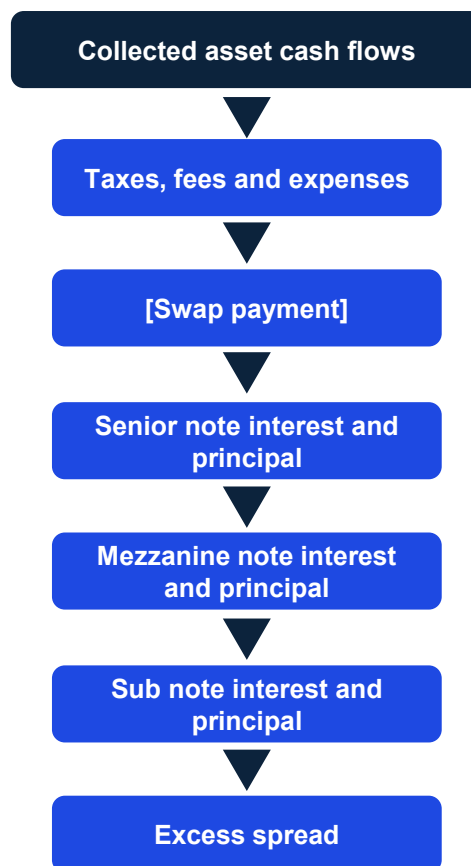 Collected asset cash flows
Taxes, fees and expenses
[Swap payment]
Senior note interest and
principal
Mezzanine note interest
and principal
Sub note interest and
principal
Excess spread